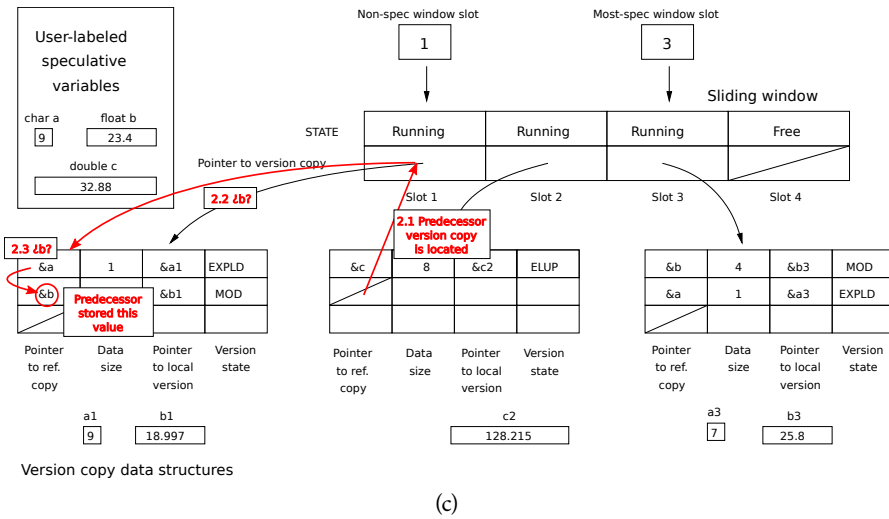 Non-spec window slot
Most-spec window slot
User-labeled
speculative
variables
1
3
char a
float b
9
23.4
double c
32.88
Sliding window
STATE
Running
Running
Running
Free
Pointer to version copy
Slot 1
Slot 2
Slot 3
Slot 4
2.2 ¿b?
2.1 Predecessor
version copy
is located
2.3 ¿b?
&a
1
&a1
EXPLD
&b
&b1
MOD
Predecessor
stored this
value
&c
8
&c2
ELUP
&b
4
&b3
MOD
&a
1
&a3
EXPLD
Pointer
to ref.
copy
Data
size
Pointer
to local
version
Version
state
Pointer
to ref.
copy
Data
size
Pointer
to local
version
Version
state
Pointer
to ref.
copy
Data
size
Pointer
to local
version
Version
state
a1
9
b1
18.997
c2
128.215
a3
7
b3
25.8
Version copy data structures
(c)